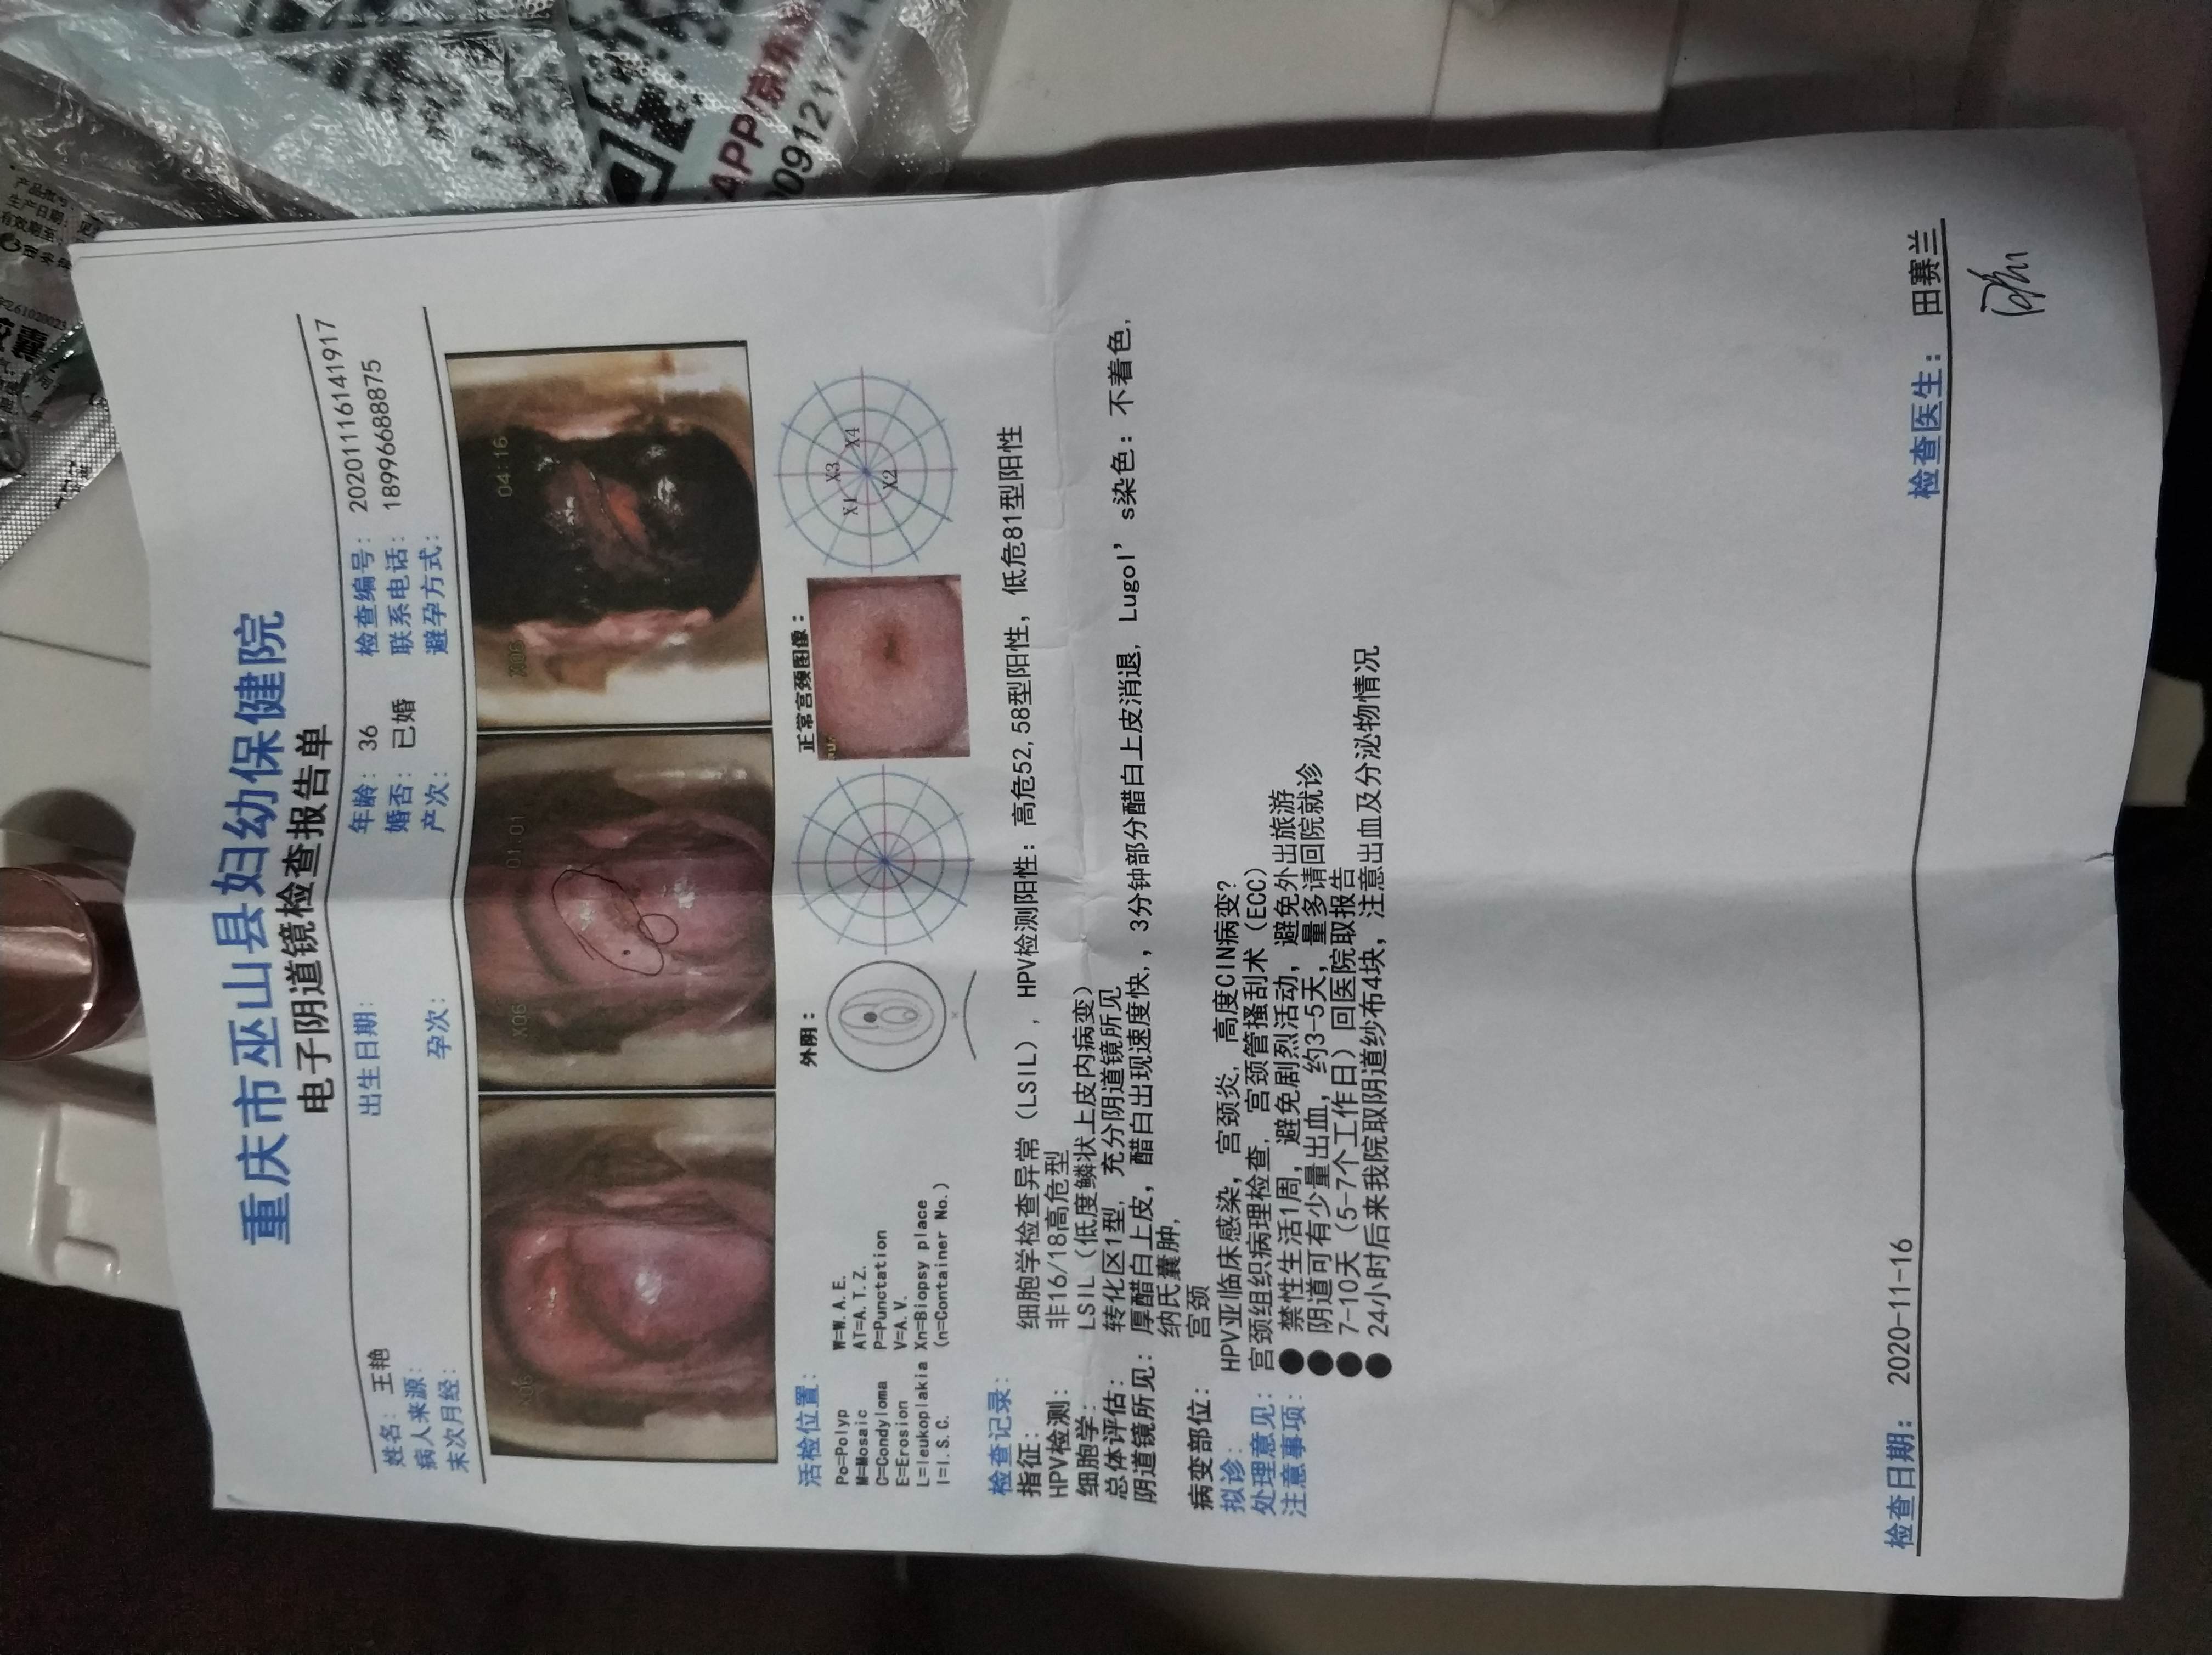 重庆市巫山县妇幼保健院
电子阴道镜检查报告单
姓名: 王艳 出生日期: 年龄: 36 检查编号: 20201116141917
病人来源: 婚否: 已婚 联系电话: 18996688875
末次月经: 孕次: 产次: 避孕方式:
X06 X06 01:01 X06 04:16
活检位置: 外阴: 正常宫颈图像:
Po=Polyp W=W.A.E.
M=Mosaic AT=A.T.Z.
C=Condyloma P=Punctation
E=Erosion V=A.V.
L=leukoplakia Xn=Biopsy place
I=I.S.C. (n=Container No.)
X3
X1 X4
X2
检查记录:
指征: 细胞学检查异常（LSIL）, HPV检测阳性: 高危52,58型阳性, 低危81型阳性
HPV检测: 非16/18高危型
细胞学: LSIL（低度鳞状上皮内病变）
总体评估: 转化区1型, 充分阴道镜所见
阴道镜所见: 厚醋白上皮, 醋白出现速度快,, 3分钟部分醋白上皮消退, Lugol's染色: 不着色,
纳氏囊肿,
病变部位: 宫颈
拟诊: HPV亚临床感染, 宫颈炎, 高度CIN病变?
处理意见: 宫颈组织病理检查, 宫颈管搔刮术（ECC）
注意事项: ● 禁性生活1周, 避免剧烈活动, 避免外出旅游
● 阴道可有少量出血, 约3-5天, 量多请回院就诊
● 7-10天（5-7个工作日）回医院取报告
● 24小时后来我院取阴道纱布4块, 注意出血及分泌物情况
检查日期: 2020-11-16
检查医生: 田赛兰
APP/京东